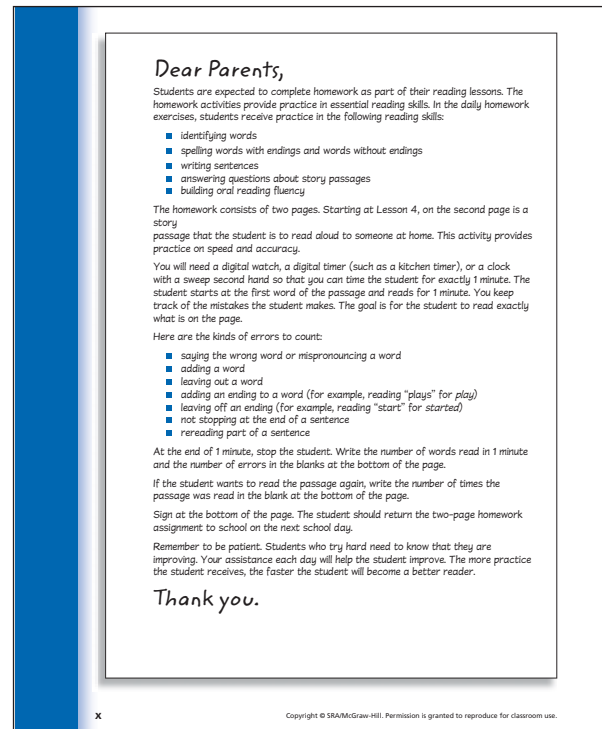 Dear Parents,
Students are expected to complete homework as part of their reading lessons. The
homework activities provide practice in essential reading skills. In the daily homework
exercises, students receive practice in the following reading skills:
■ identifying words
■ spelling words with endings and words without endings
■ writing sentences
■ answering questions about story passages
■ building oral reading fluency
The homework consists of two pages. Starting at Lesson 4, on the second page is a
story
passage that the student is to read aloud to someone at home. This activity provides
practice on speed and accuracy.
You will need a digital watch, a digital timer (such as a kitchen timer), or a clock
with a sweep second hand so that you can time the student for exactly 1 minute. The
student starts at the first word of the passage and reads for 1 minute. You keep
track of the mistakes the student makes. The goal is for the student to read exactly
what is on the page.
Here are the kinds of errors to count:
■ saying the wrong word or mispronouncing a word
■ adding a word
■ leaving out a word
■ adding an ending to a word (for example, reading “plays” for play)
■ leaving off an ending (for example, reading “start” for started)
■ not stopping at the end of a sentence
■ rereading part of a sentence
At the end of 1 minute, stop the student. Write the number of words read in 1 minute
and the number of errors in the blanks at the bottom of the page.
If the student wants to read the passage again, write the number of times the
passage was read in the blank at the bottom of the page.
Sign at the bottom of the page. The student should return the two-page homework
assignment to school on the next school day.
Remember to be patient. Students who try hard need to know that they are
improving. Your assistance each day will help the student improve. The more practice
the student receives, the faster the student will become a better reader.
Thank you.
x
Copyright © SRA/McGraw-Hill. Permission is granted to reproduce for classroom use.